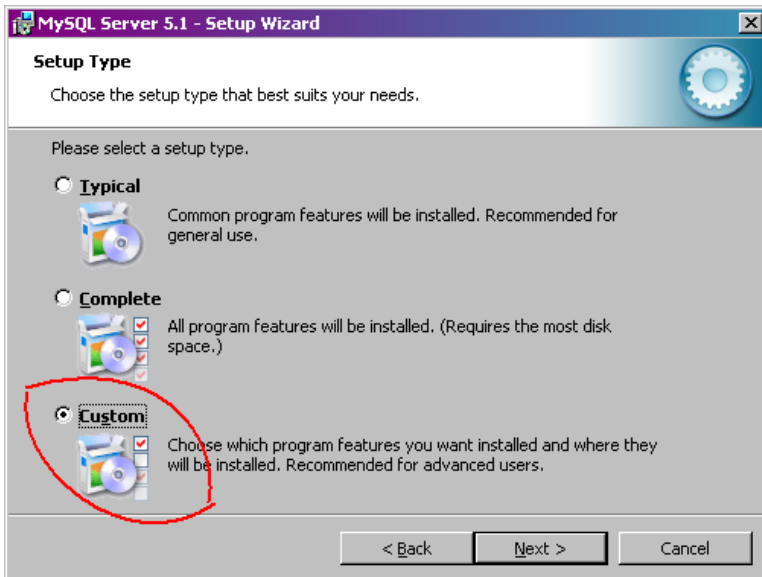 MySQL Server 5.1 - Setup Wizard
Setup Type
Choose the setup type that best suits your needs.
Please select a setup type.
Typical
Common program features will be installed. Recommended for
general use.
Complete
All program features will be installed. (Requires the most disk
space.)
Custom
Choose which program features you want installed and where they
will be installed. Recommended for advanced users.
< Back
Next >
Cancel